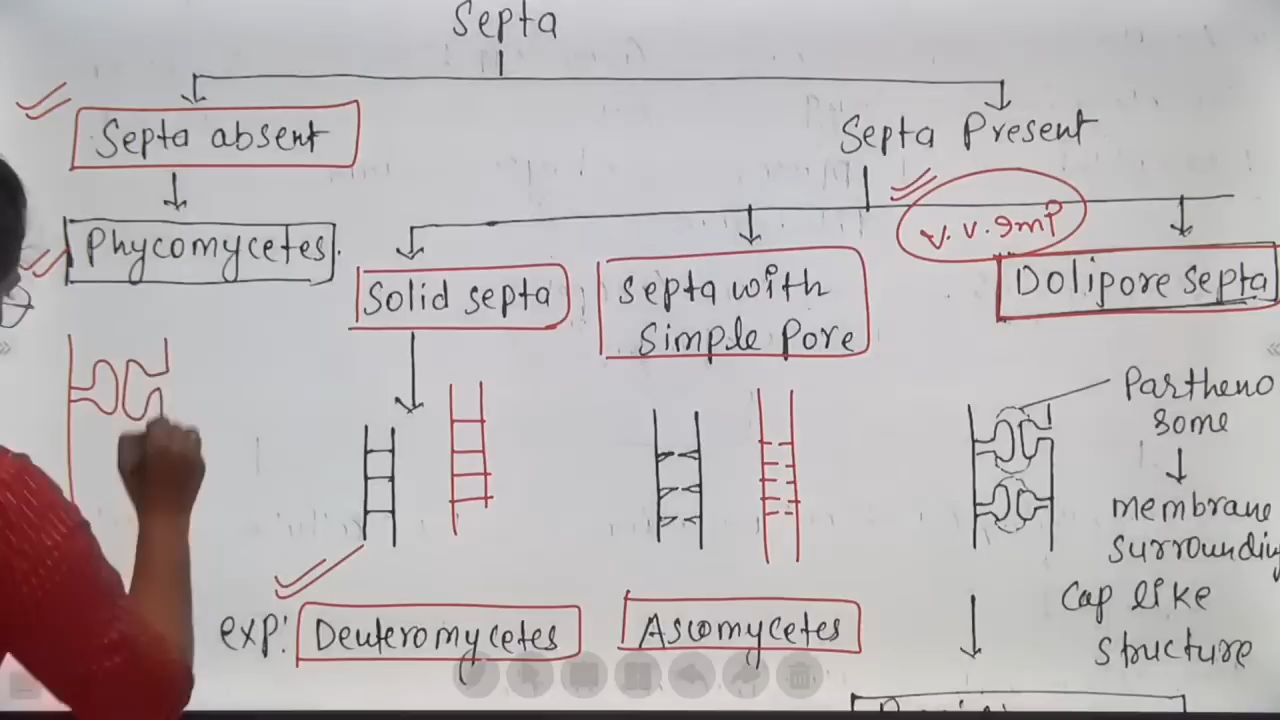 Septa
Septa absent
Septa Present
Phycomycetes.
V.V.Imp
Solid septa
Septa with
Simple Pore
Dolipore septa
Partheno
some
membrane
surroundin
Cap like
structure
exp: Deuteromycetes
Ascomycetes